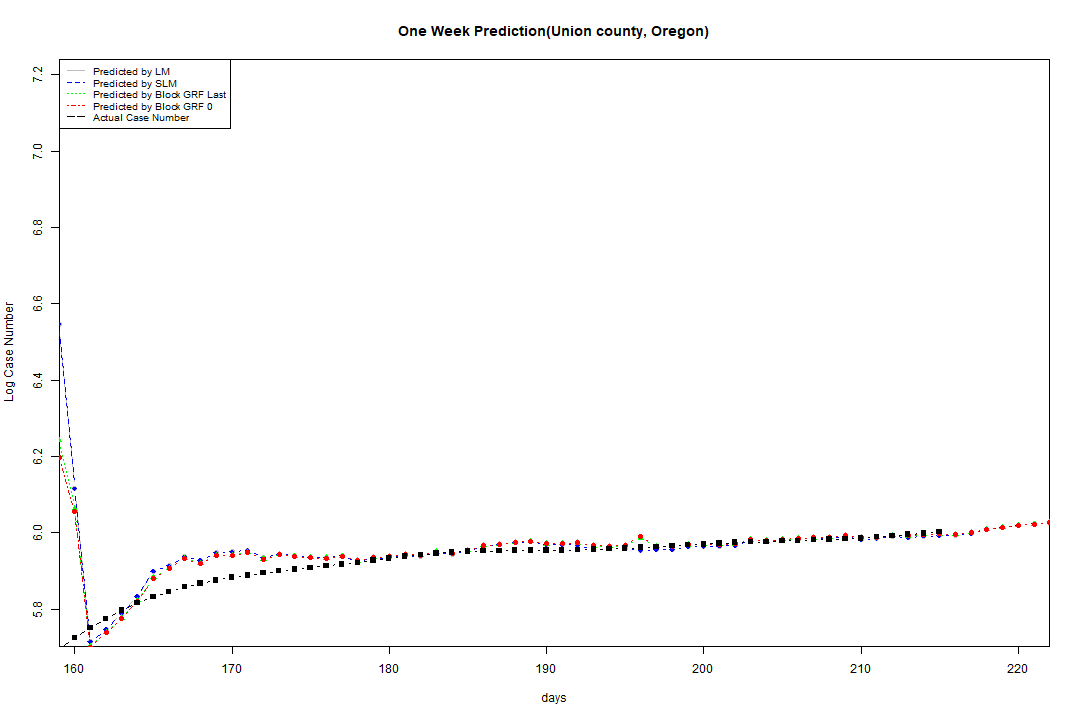 One Week Prediction(Union county, Oregon)
Predicted by LM
Predicted by SLM
Predicted by Block GRF Last
Predicted by Block GRF 0
Actual Case Number
7.2
7.0
6.8
6.6
6.4
6.2
6.0
5.8
Log Case Number
160 170 180 190 200 210 220
days